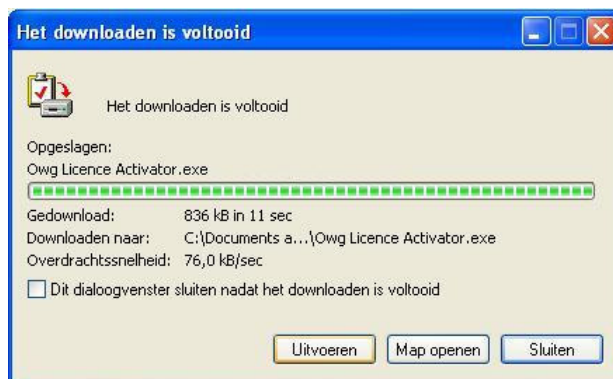 Het downloaden is voltooid
Het downloaden is voltooid
Opgeslagen:
Owg Licence Activator.exe
Gedownload: 836 kB in 11 sec
Downloaden naar: C:\Documents a...\Owg Licence Activator.exe
Overdrachtssnelheid: 76,0 kB/sec
Dit dialoogvenster sluiten nadat het downloaden is voltooid
Uitvoeren Map openen Sluiten